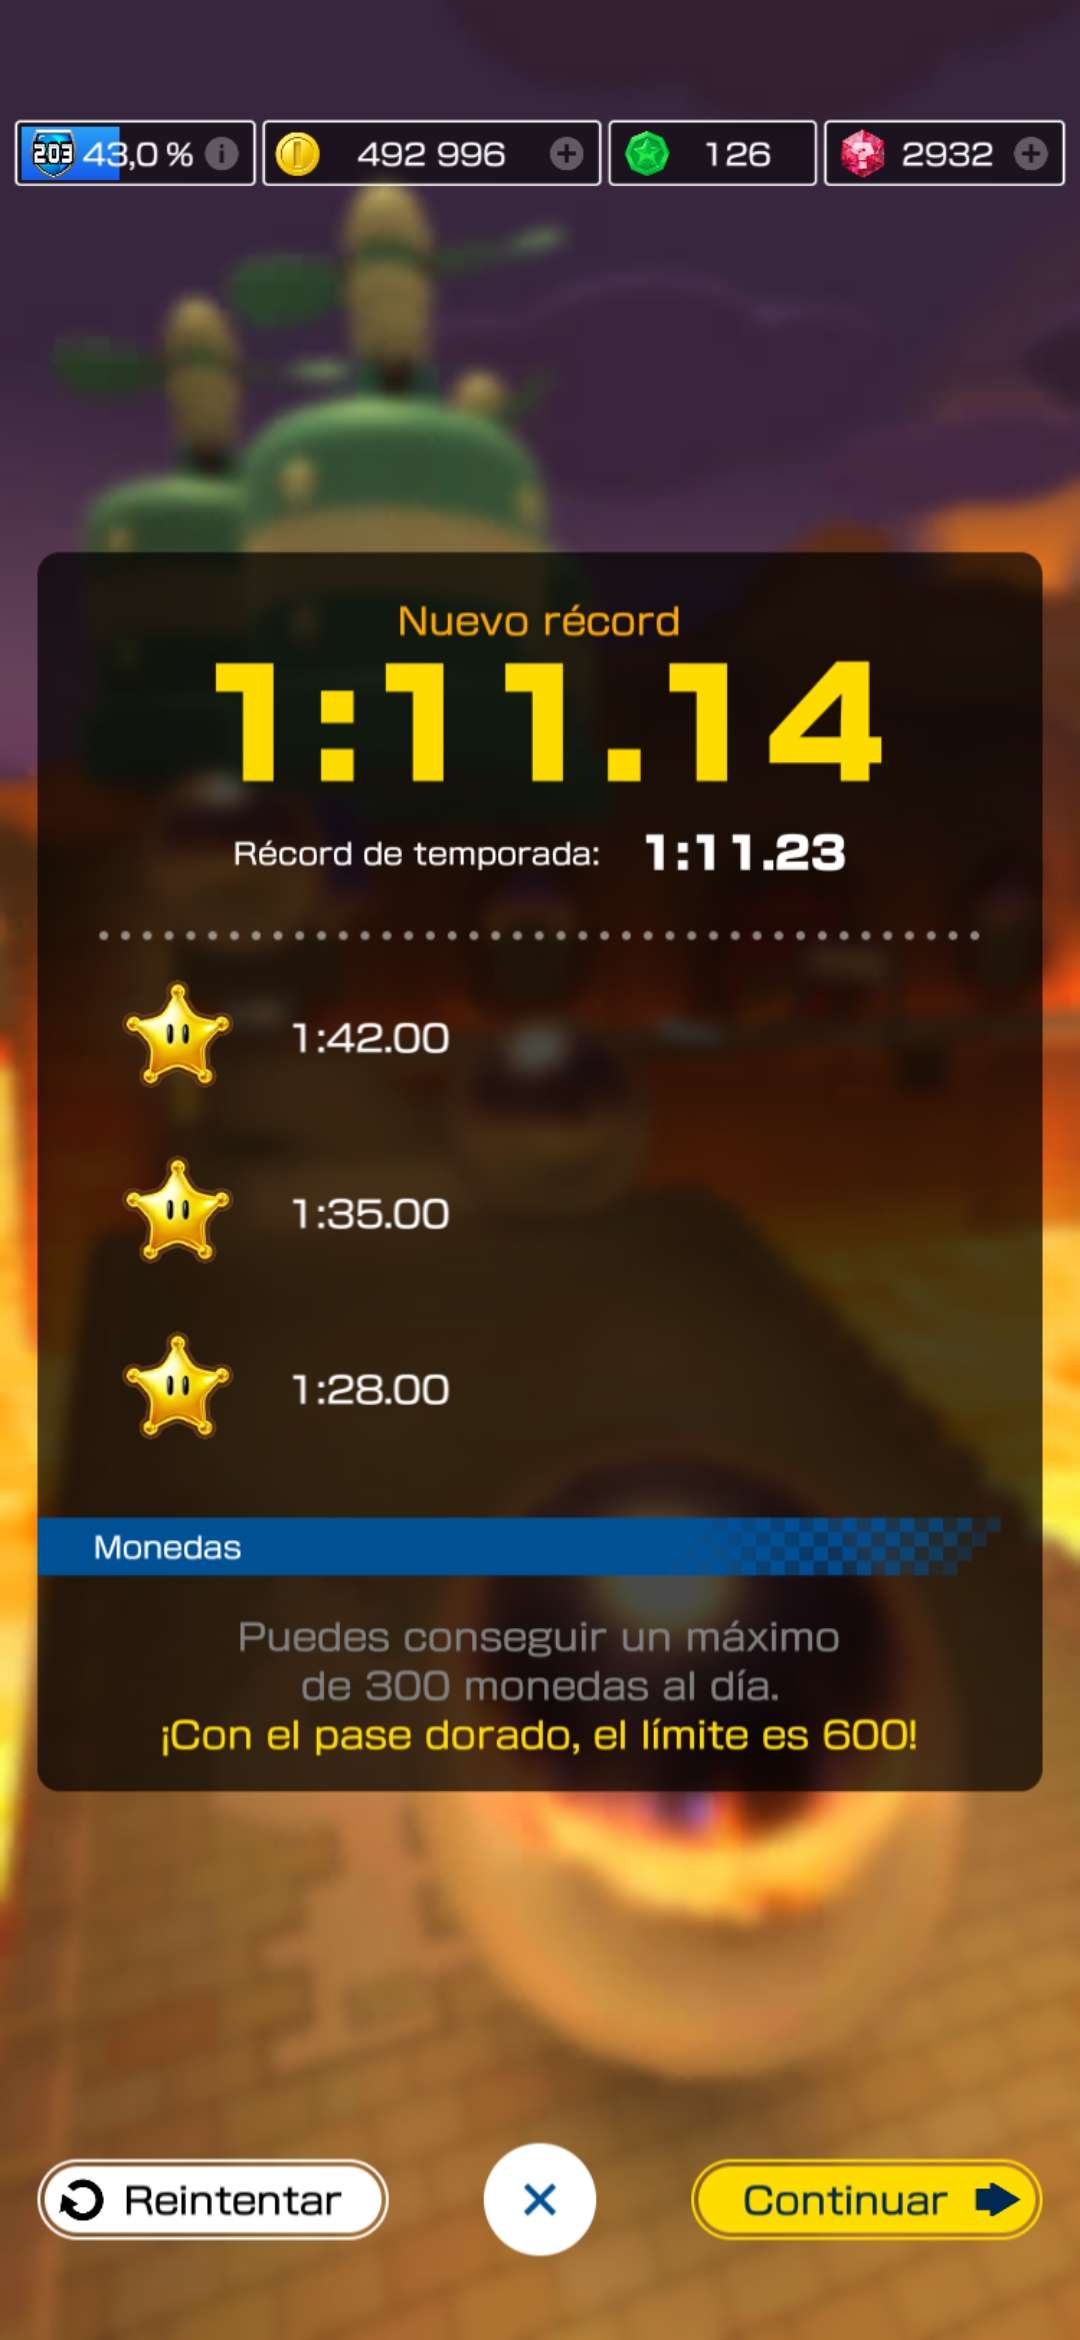 203 43,0 % i 492 996 + 126 2932 +
Nuevo récord
1:11.14
Récord de temporada: 1:11.23
1:42.00
1:35.00
1:28.00
Monedas
Puedes conseguir un máximo
de 300 monedas al día.
¡Con el pase dorado, el límite es 600!
Reintentar × Continuar